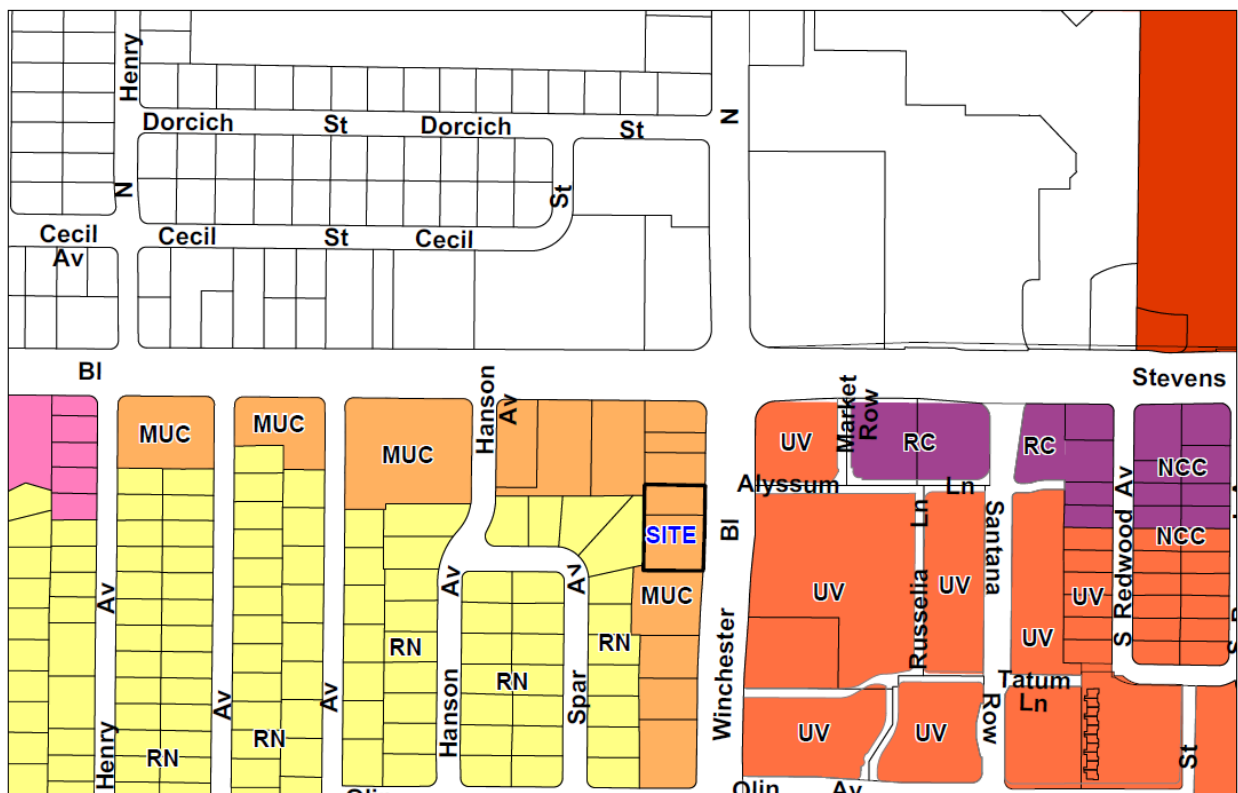 Henry
N
Dorcich St Dorcich St
N
St
Cecil Av
Cecil St Cecil
Bl
Stevens
Hanson Av
Market Row
MUC
MUC
MUC
UV
RC
RC
NCC
Alyssum Ln
SITE
Bl
Ln
Santana
S Redwood Av
NCC
Av
Av
Av
MUC
UV
UV
UV
UV
RN
RN
RN
Russelia
Winchester
Tatum Ln
Hanson
Spar
Av
Av
Row
RN
RN
UV
UV
Henry
St
Olin Av